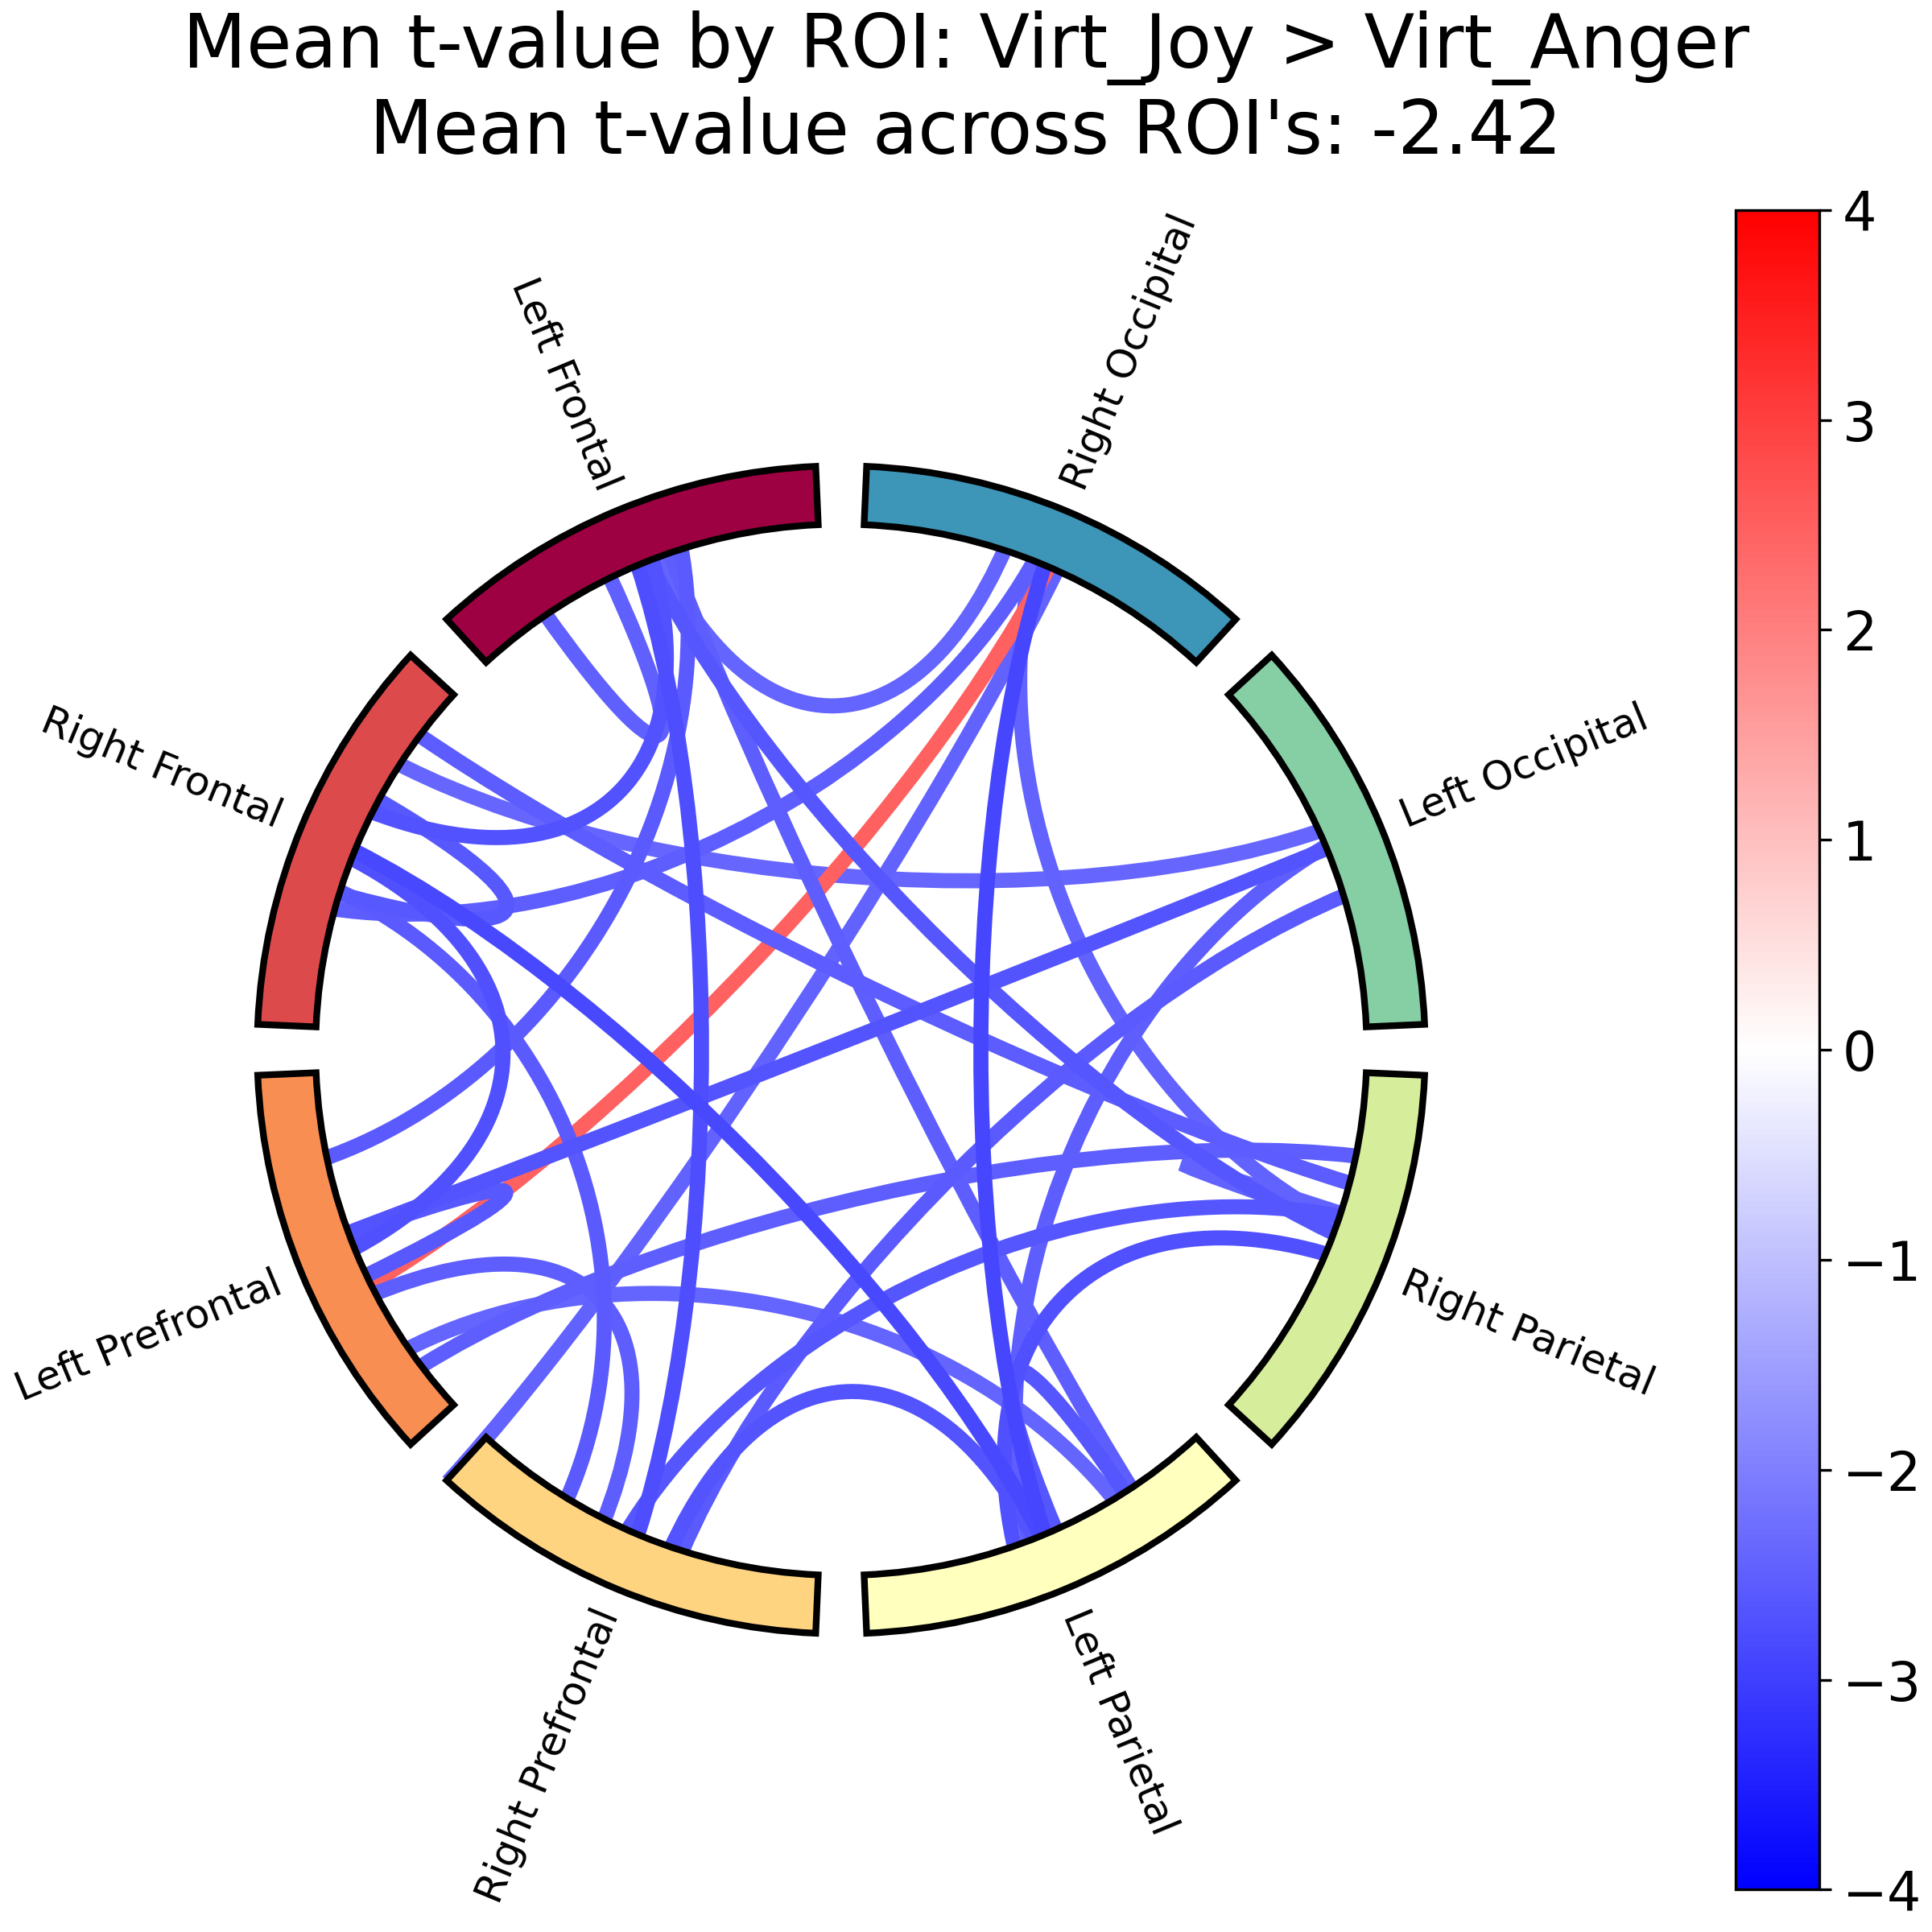 Mean t-value by ROI: Virt_Joy > Virt_Anger
Mean t-value across ROI's: -2.42
Left Frontal
Right Occipital
Right Frontal
Left Occipital
Left Prefrontal
Right Parietal
Right Prefrontal
Left Parietal
4
3
2
1
0
−1
−2
−3
−4